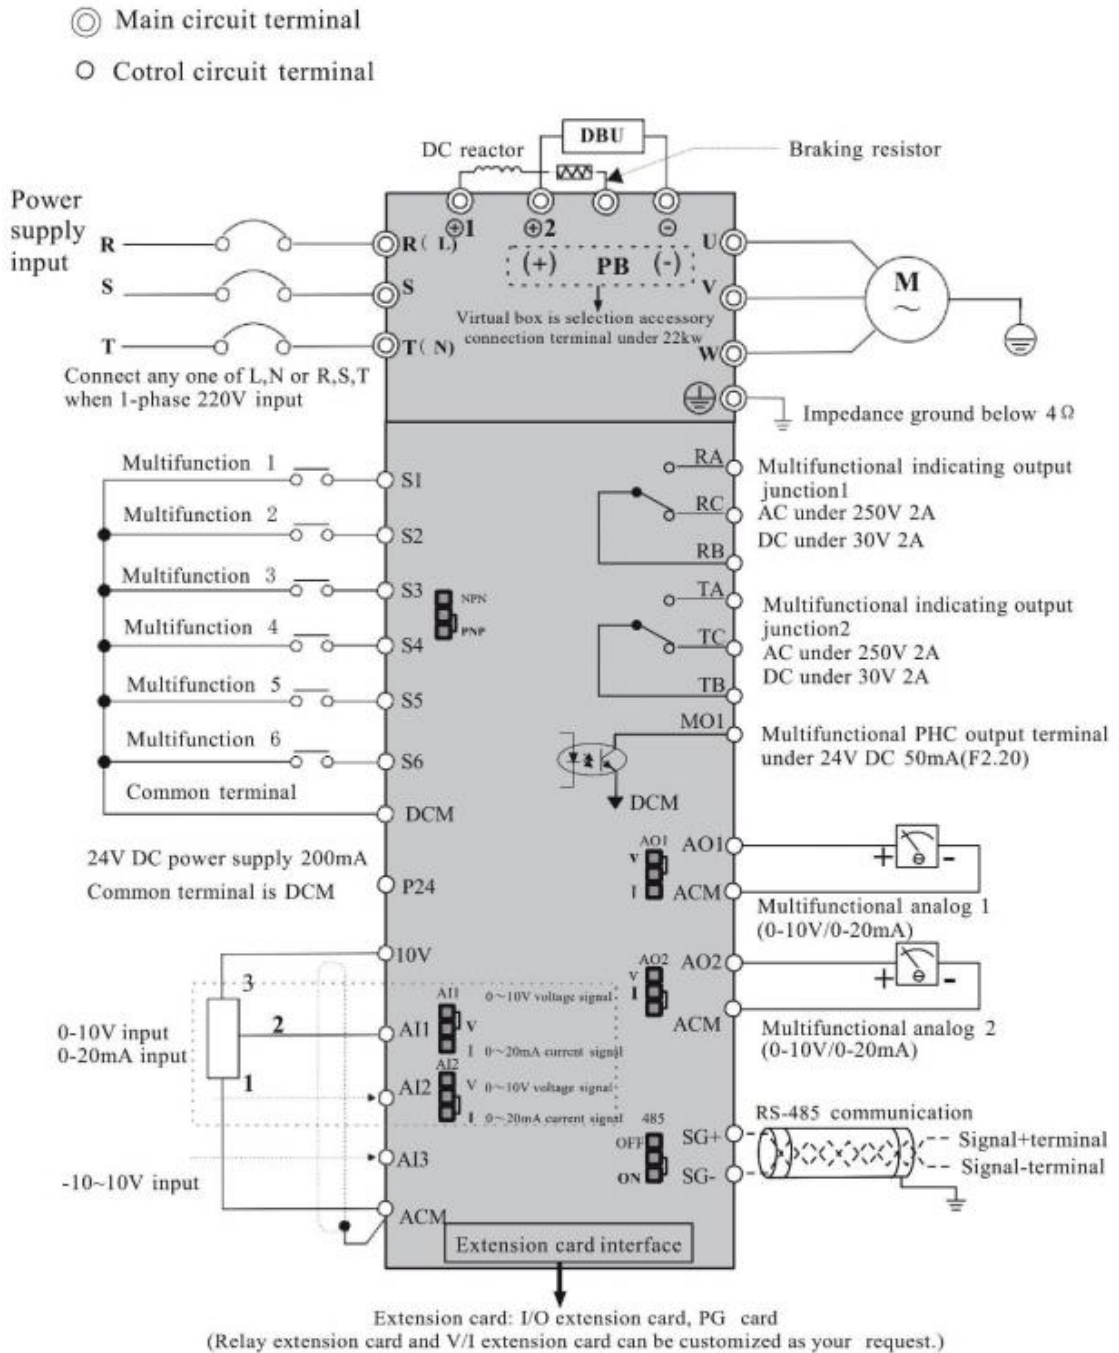 Main circuit terminal
Cotrol circuit terminal
DBU
DC reactor
Braking resistor
Power
supply
input
R
S
T
R( L)
S
T( N)
⊕1
⊕2
⊖
(+) PB (-)
Virtual box is selection accessory
connection terminal under 22kw
U
V
W
M
~
Connect any one of L,N or R,S,T
when 1-phase 220V input
Impedance ground below 4Ω
Multifunction 1
S1
Multifunction 2
S2
Multifunction 3
S3
Multifunction 4
S4
Multifunction 5
S5
Multifunction 6
S6
Common terminal
DCM
NPN
PNP
RA
RC
RB
Multifunctional indicating output
junction1
AC under 250V 2A
DC under 30V 2A
TA
TC
TB
Multifunctional indicating output
junction2
AC under 250V 2A
DC under 30V 2A
MO1
Multifunctional PHC output terminal
under 24V DC 50mA(F2.20)
DCM
24V DC power supply 200mA
Common terminal is DCM
P24
AO1
V
I
AO1
ACM
+ -
Multifunctional analog 1
(0-10V/0-20mA)
AO2
V
I
AO2
ACM
+ -
Multifunctional analog 2
(0-10V/0-20mA)
10V
3
2
1
0-10V input
0-20mA input
AI1
AI1
0~10V voltage signal
V
I 0~20mA current signal
AI2
AI2
V 0~10V voltage signal
I 0~20mA current signal
485
OFF
ON
SG+
SG-
RS-485 communication
Signal+terminal
Signal-terminal
AI3
-10~10V input
ACM
Extension card interface
Extension card: I/O extension card, PG card
(Relay extension card and V/I extension card can be customized as your request.)